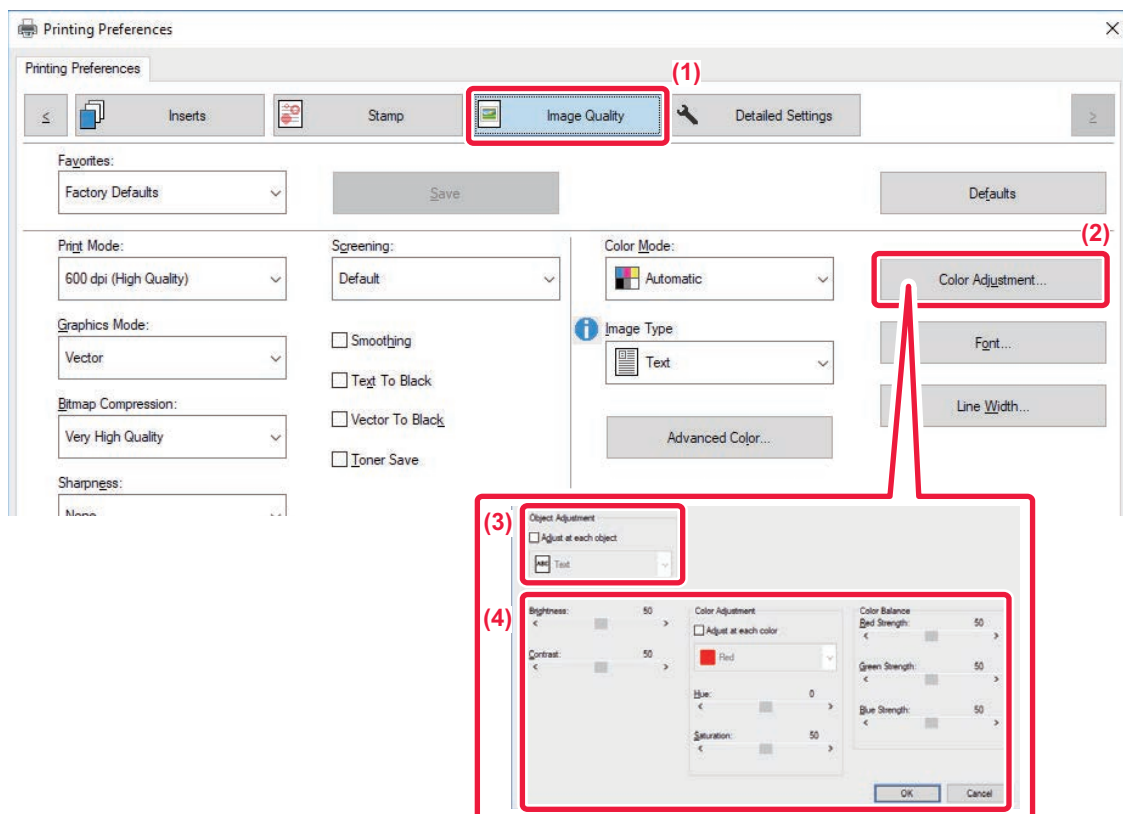 Printing Preferences
Printing Preferences
(1)
< Inserts Stamp Image Quality Detailed Settings >
Favorites:
Factory Defaults Save Defaults
(2)
Print Mode: Screening: Color Mode:
600 dpi (High Quality) Default Automatic Color Adjustment...
Graphics Mode: Smoothing Image Type
Vector Text Font...
Text To Black
Bitmap Compression: Vector To Black Line Width...
Very High Quality Advanced Color...
Toner Save
Sharpness:
None
(3) Object Adjustment
Adjust at each object
ABC Text
(4) Brightness: 50 Color Adjustment Color Balance
< > Adjust at each color Red Strength: 50
< >
Contrast: 50 Red Green Strength: 50
< > < >
Hue: 0 Blue Strength: 50
< > < >
Saturation: 50
< >
OK Cancel